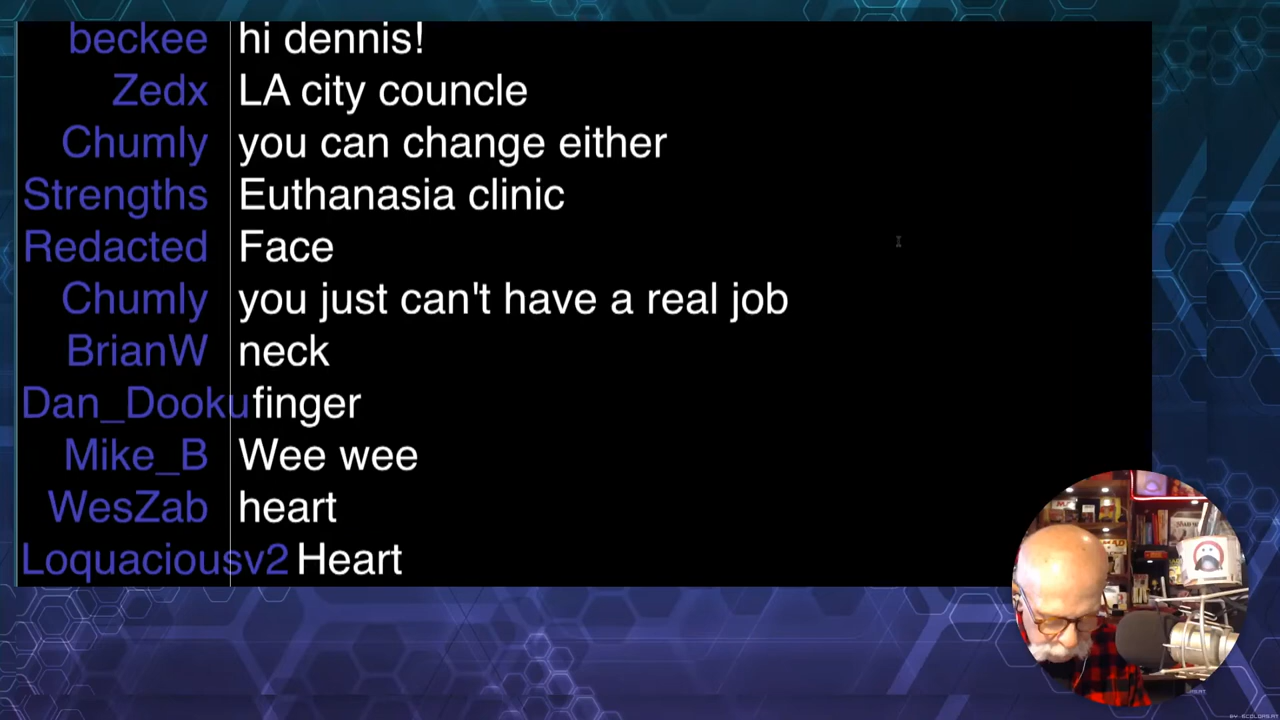 beckee hi dennis!
Zedx LA city councle
Chumly you can change either
Strengths Euthanasia clinic
Redacted Face
Chumly you just can't have a real job
BrianW neck
Dan_Dooku finger
Mike_B Wee wee
WesZab heart
Loquaciousv2 Heart